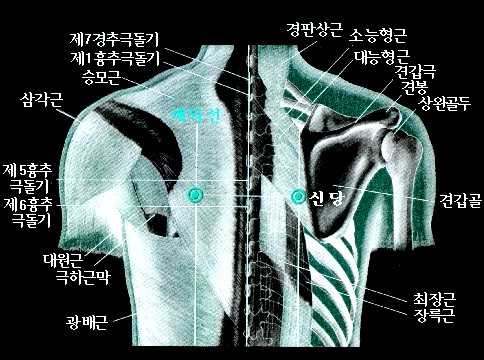 제7경추극돌기
제1흉추극돌기
승모근
삼각근
제5흉추
극돌기
제6흉추
극돌기
대원근
극하근막
광배근
경판상근
소능형근
대능형근
견갑극
견봉
상완골두
신당
견갑골
최장근
장륵근